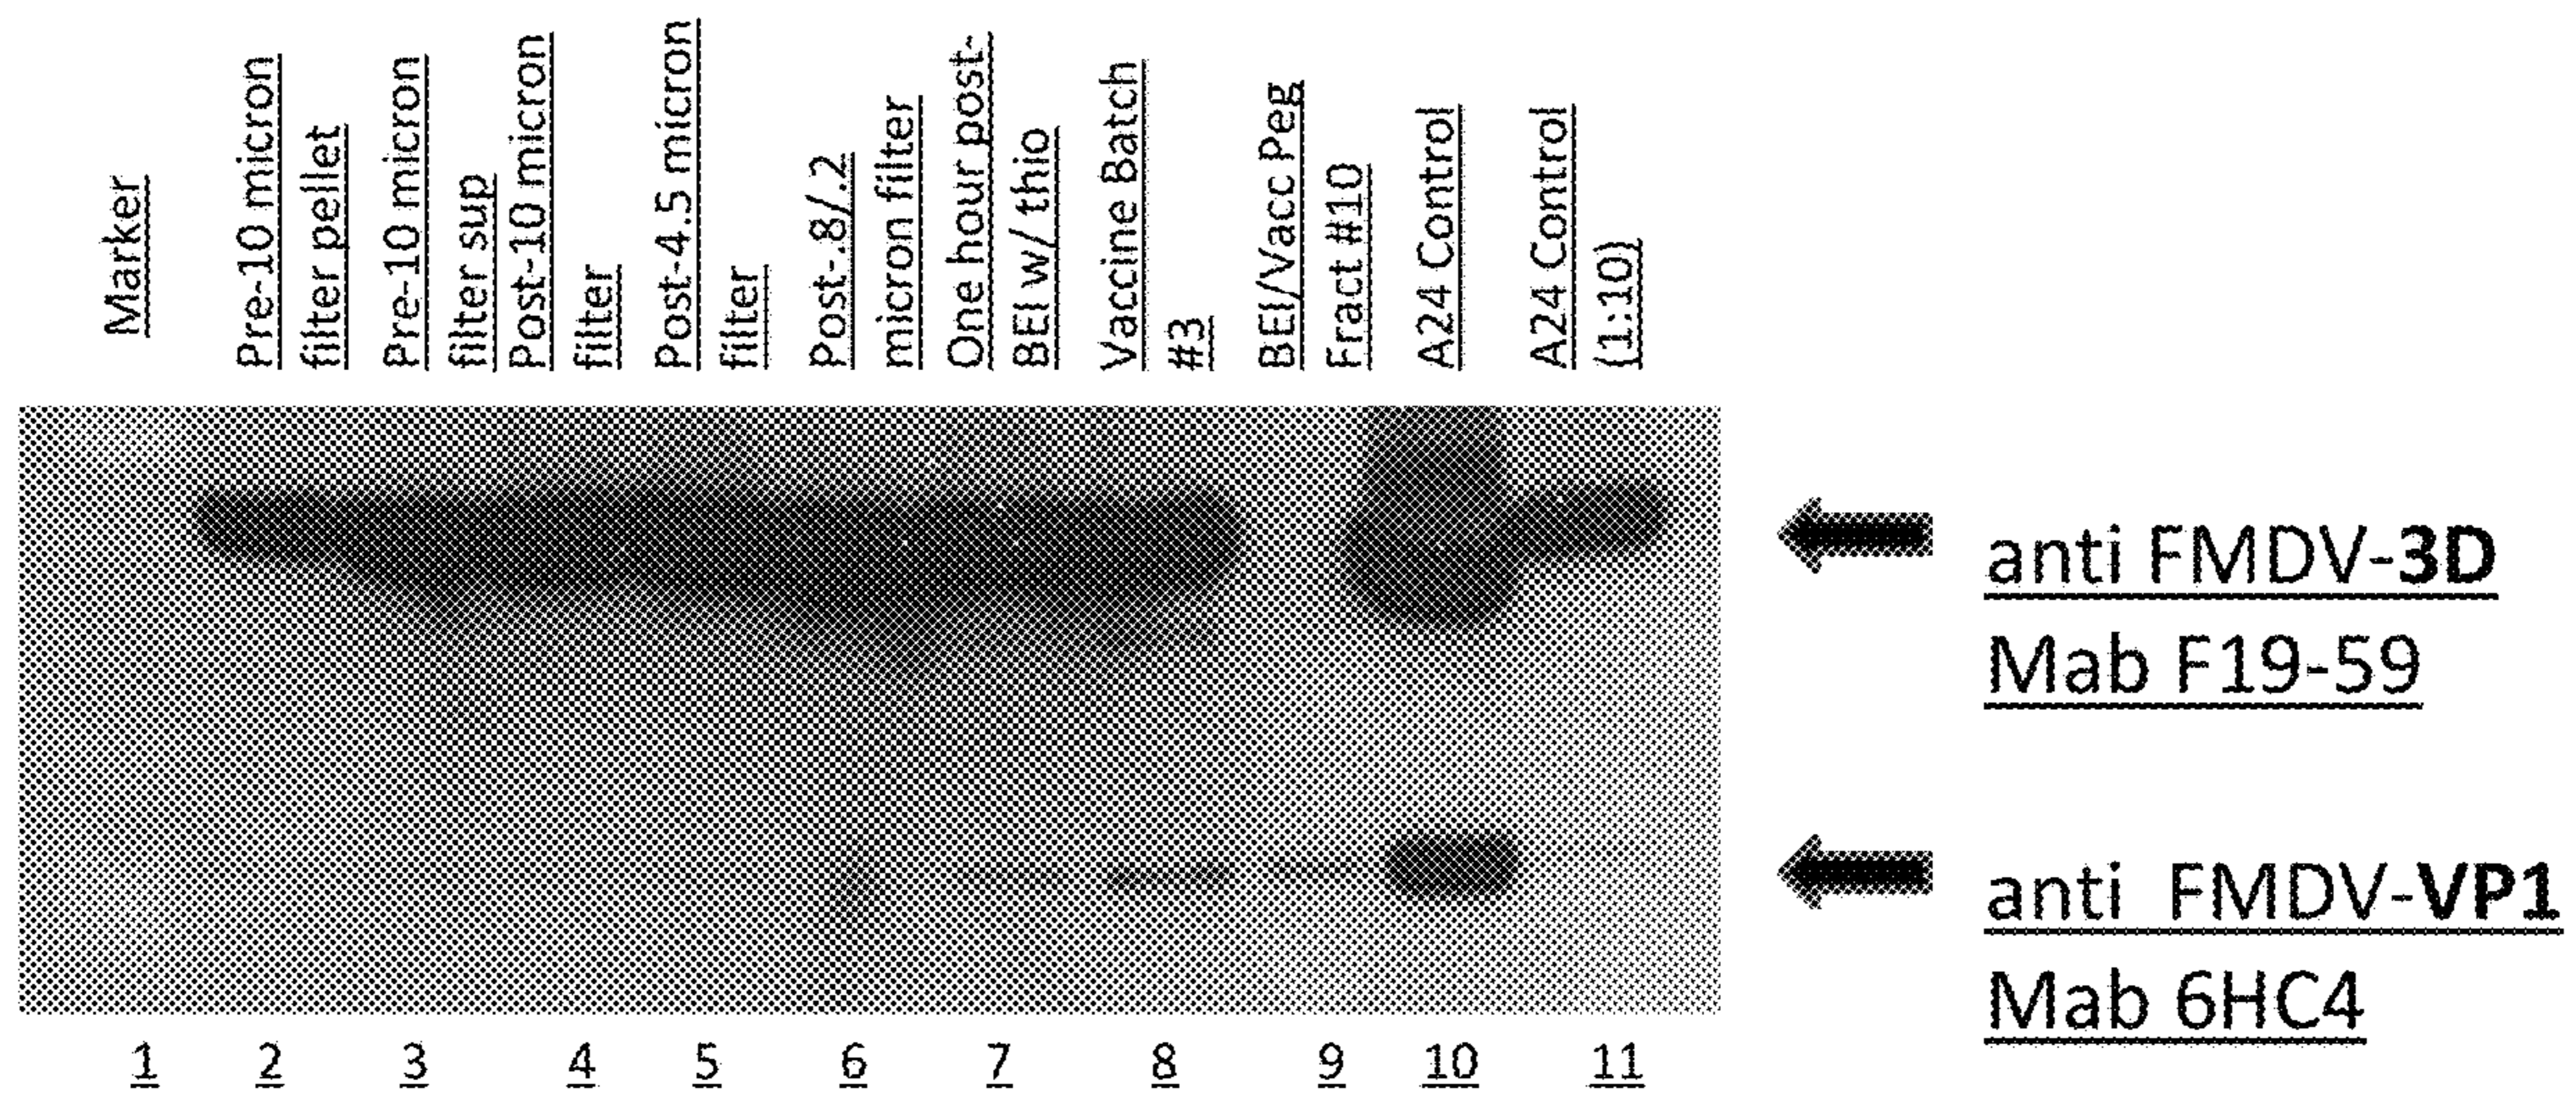 Marker
Pre-10 micron
filter pellet
Pre-10 micron
filter sup
Post-10 micron
filter
Post-4.5 micron
filter
Post-.8/.2
micron filter
One hour post-
BEI w/ thio
Vaccine Batch
#3
BEI/Vacc Peg
Fract #10
A24 Control
A24 Control
(1:10)
anti FMDV-3D
Mab F19-59
anti FMDV-VP1
Mab 6HC4
1 2 3 4 5 6 7 8 9 10 11